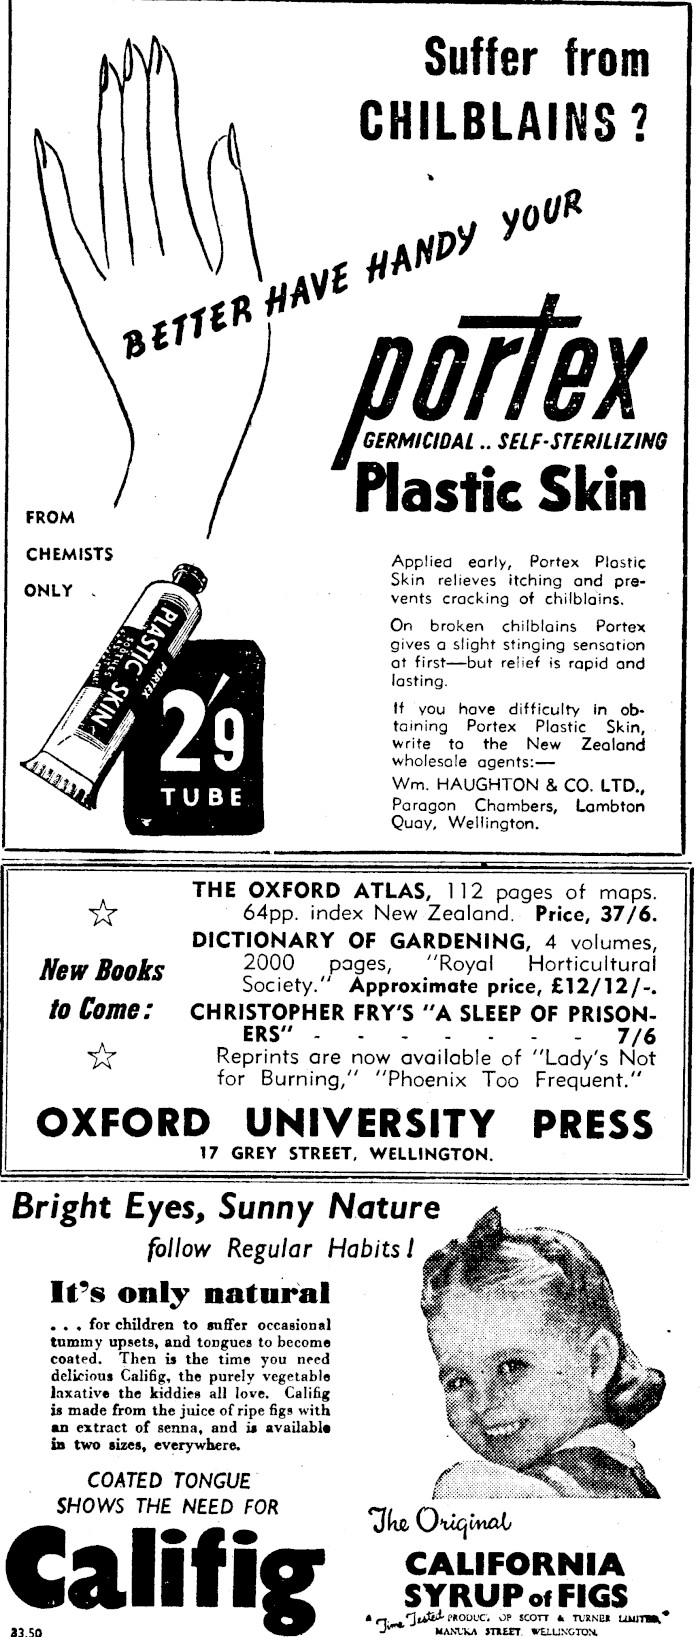 Suffer from
CHILBLAINS ?
BETTER HAVE HANDY YOUR
portex
GERMICIDAL .. SELF-STERILIZING
Plastic Skin
FROM
CHEMISTS
ONLY
PLASTIC SKIN
SOOTHES
PORTEX
2'9
TUBE
Applied early, Portex Plastic
Skin relieves itching and pre-
vents cracking of chilblains.
On broken chilblains Portex
gives a slight stinging sensation
at first—but relief is rapid and
lasting.
If you have difficulty in ob-
taining Portex Plastic Skin,
write to the New Zealand
wholesale agents:—
Wm. HAUGHTON & CO. LTD.,
Paragon Chambers, Lambton
Quay, Wellington.
New Books
to Come:
THE OXFORD ATLAS, 112 pages of maps.
64pp. index New Zealand. Price, 37/6.
DICTIONARY OF GARDENING, 4 volumes,
2000 pages, "Royal Horticultural
Society." Approximate price, £12/12/-.
CHRISTOPHER FRY'S "A SLEEP OF PRISON-
ERS" - - - - - - - 7/6
Reprints are now available of "Lady's Not
for Burning," "Phoenix Too Frequent."
OXFORD UNIVERSITY PRESS
17 GREY STREET, WELLINGTON.
Bright Eyes, Sunny Nature
follow Regular Habits!
It's only natural
. . . for children to suffer occasional
tummy upsets, and tongues to become
coated. Then is the time you need
delicious Califig, the purely vegetable
laxative the kiddies all love. Califig
is made from the juice of ripe figs with
an extract of senna, and is available
in two sizes, everywhere.
COATED TONGUE
SHOWS THE NEED FOR
Califig
The Original
CALIFORNIA
SYRUP of FIGS
"Time Tested PRODUCT OF SCOTT & TURNER LIMITED,"
MANUKA STREET, WELLINGTON.
83.50